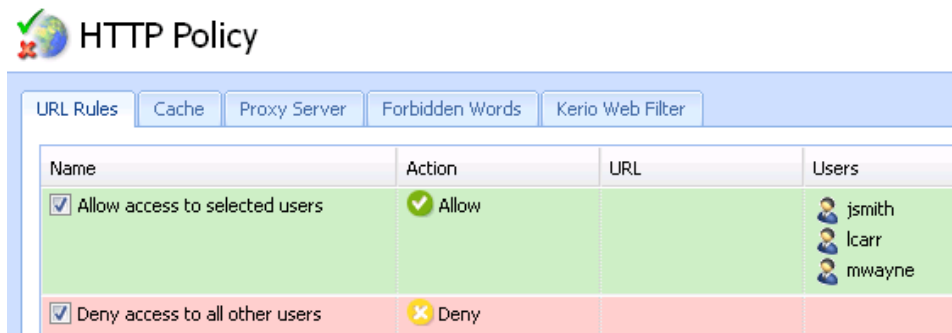 HTTP Policy
URL Rules Cache Proxy Server Forbidden Words Kerio Web Filter
Name Action URL Users
Allow access to selected users Allow jsmith
lcarr
mwayne
Deny access to all other users Deny